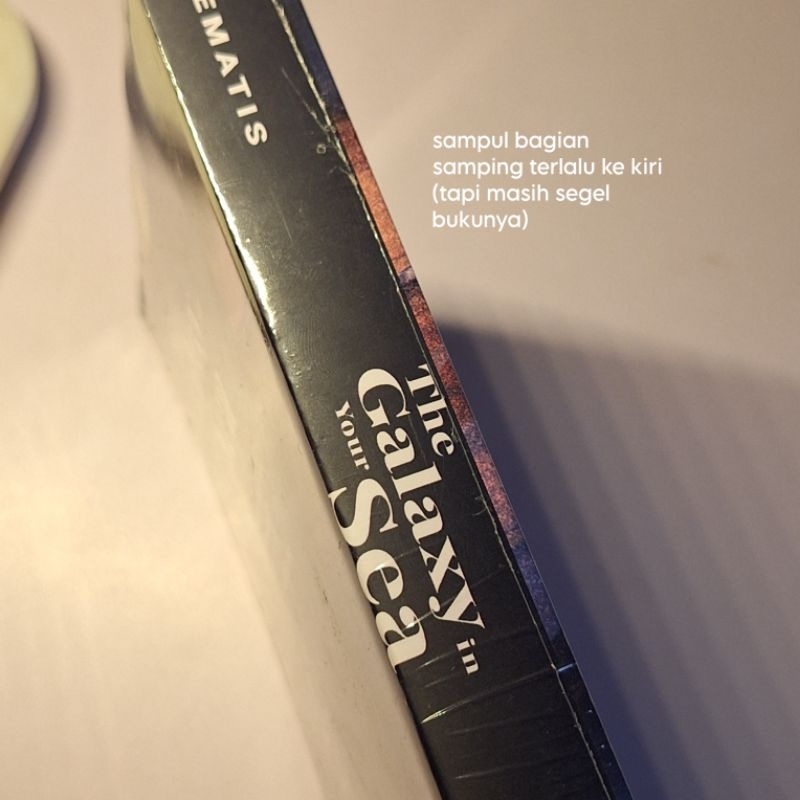 EMATIS
sampul bagian
samping terlalu ke kiri
(tapi masih segel
bukunya)
The
Galaxy in
Your
Sea